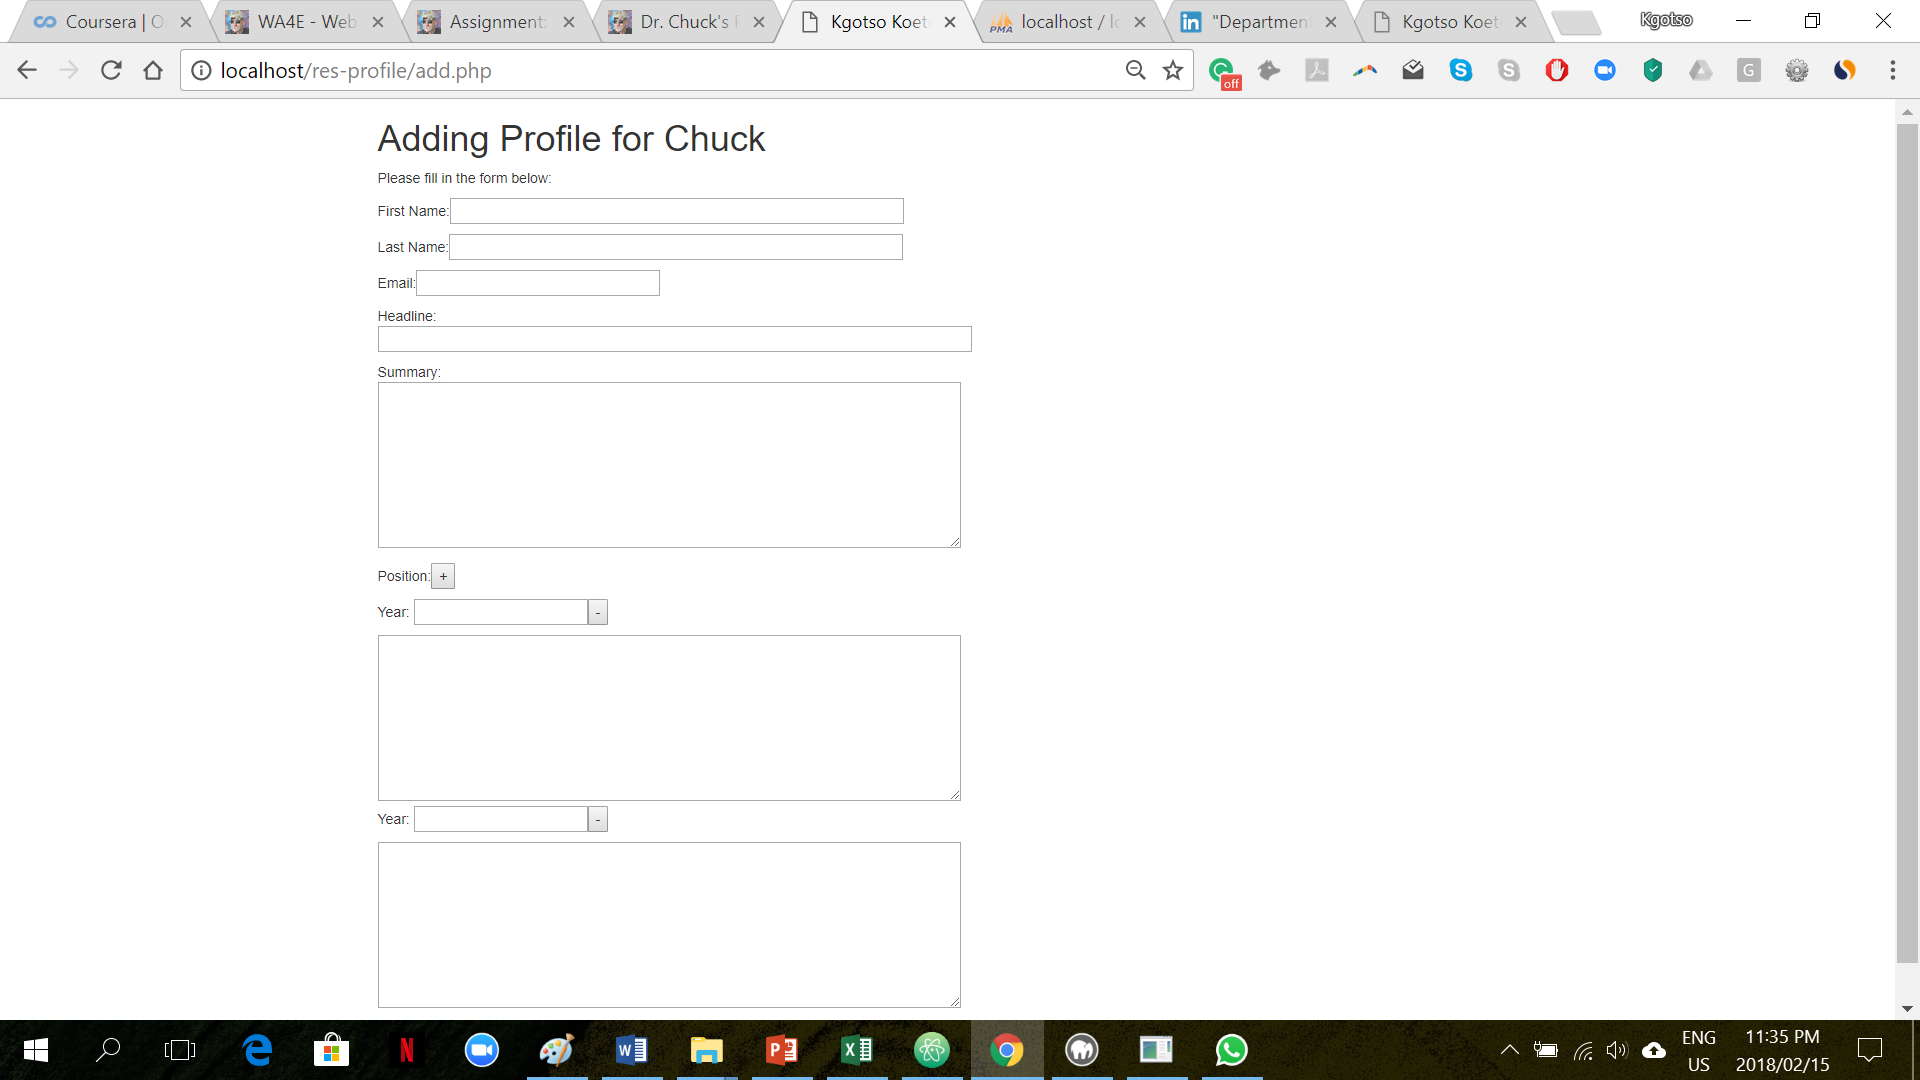 Coursera | O
WA4E - Web
Assignment:
Dr. Chuck's
Kgotso Koet
localhost / lo
"Department
Kgotso Koet
Kgotso
localhost/res-profile/add.php
off
G
Adding Profile for Chuck
Please fill in the form below:
First Name:
Last Name:
Email:
Headline:
Summary:
Position: +
Year: -
Year: -
ENG
US
11:35 PM
2018/02/15